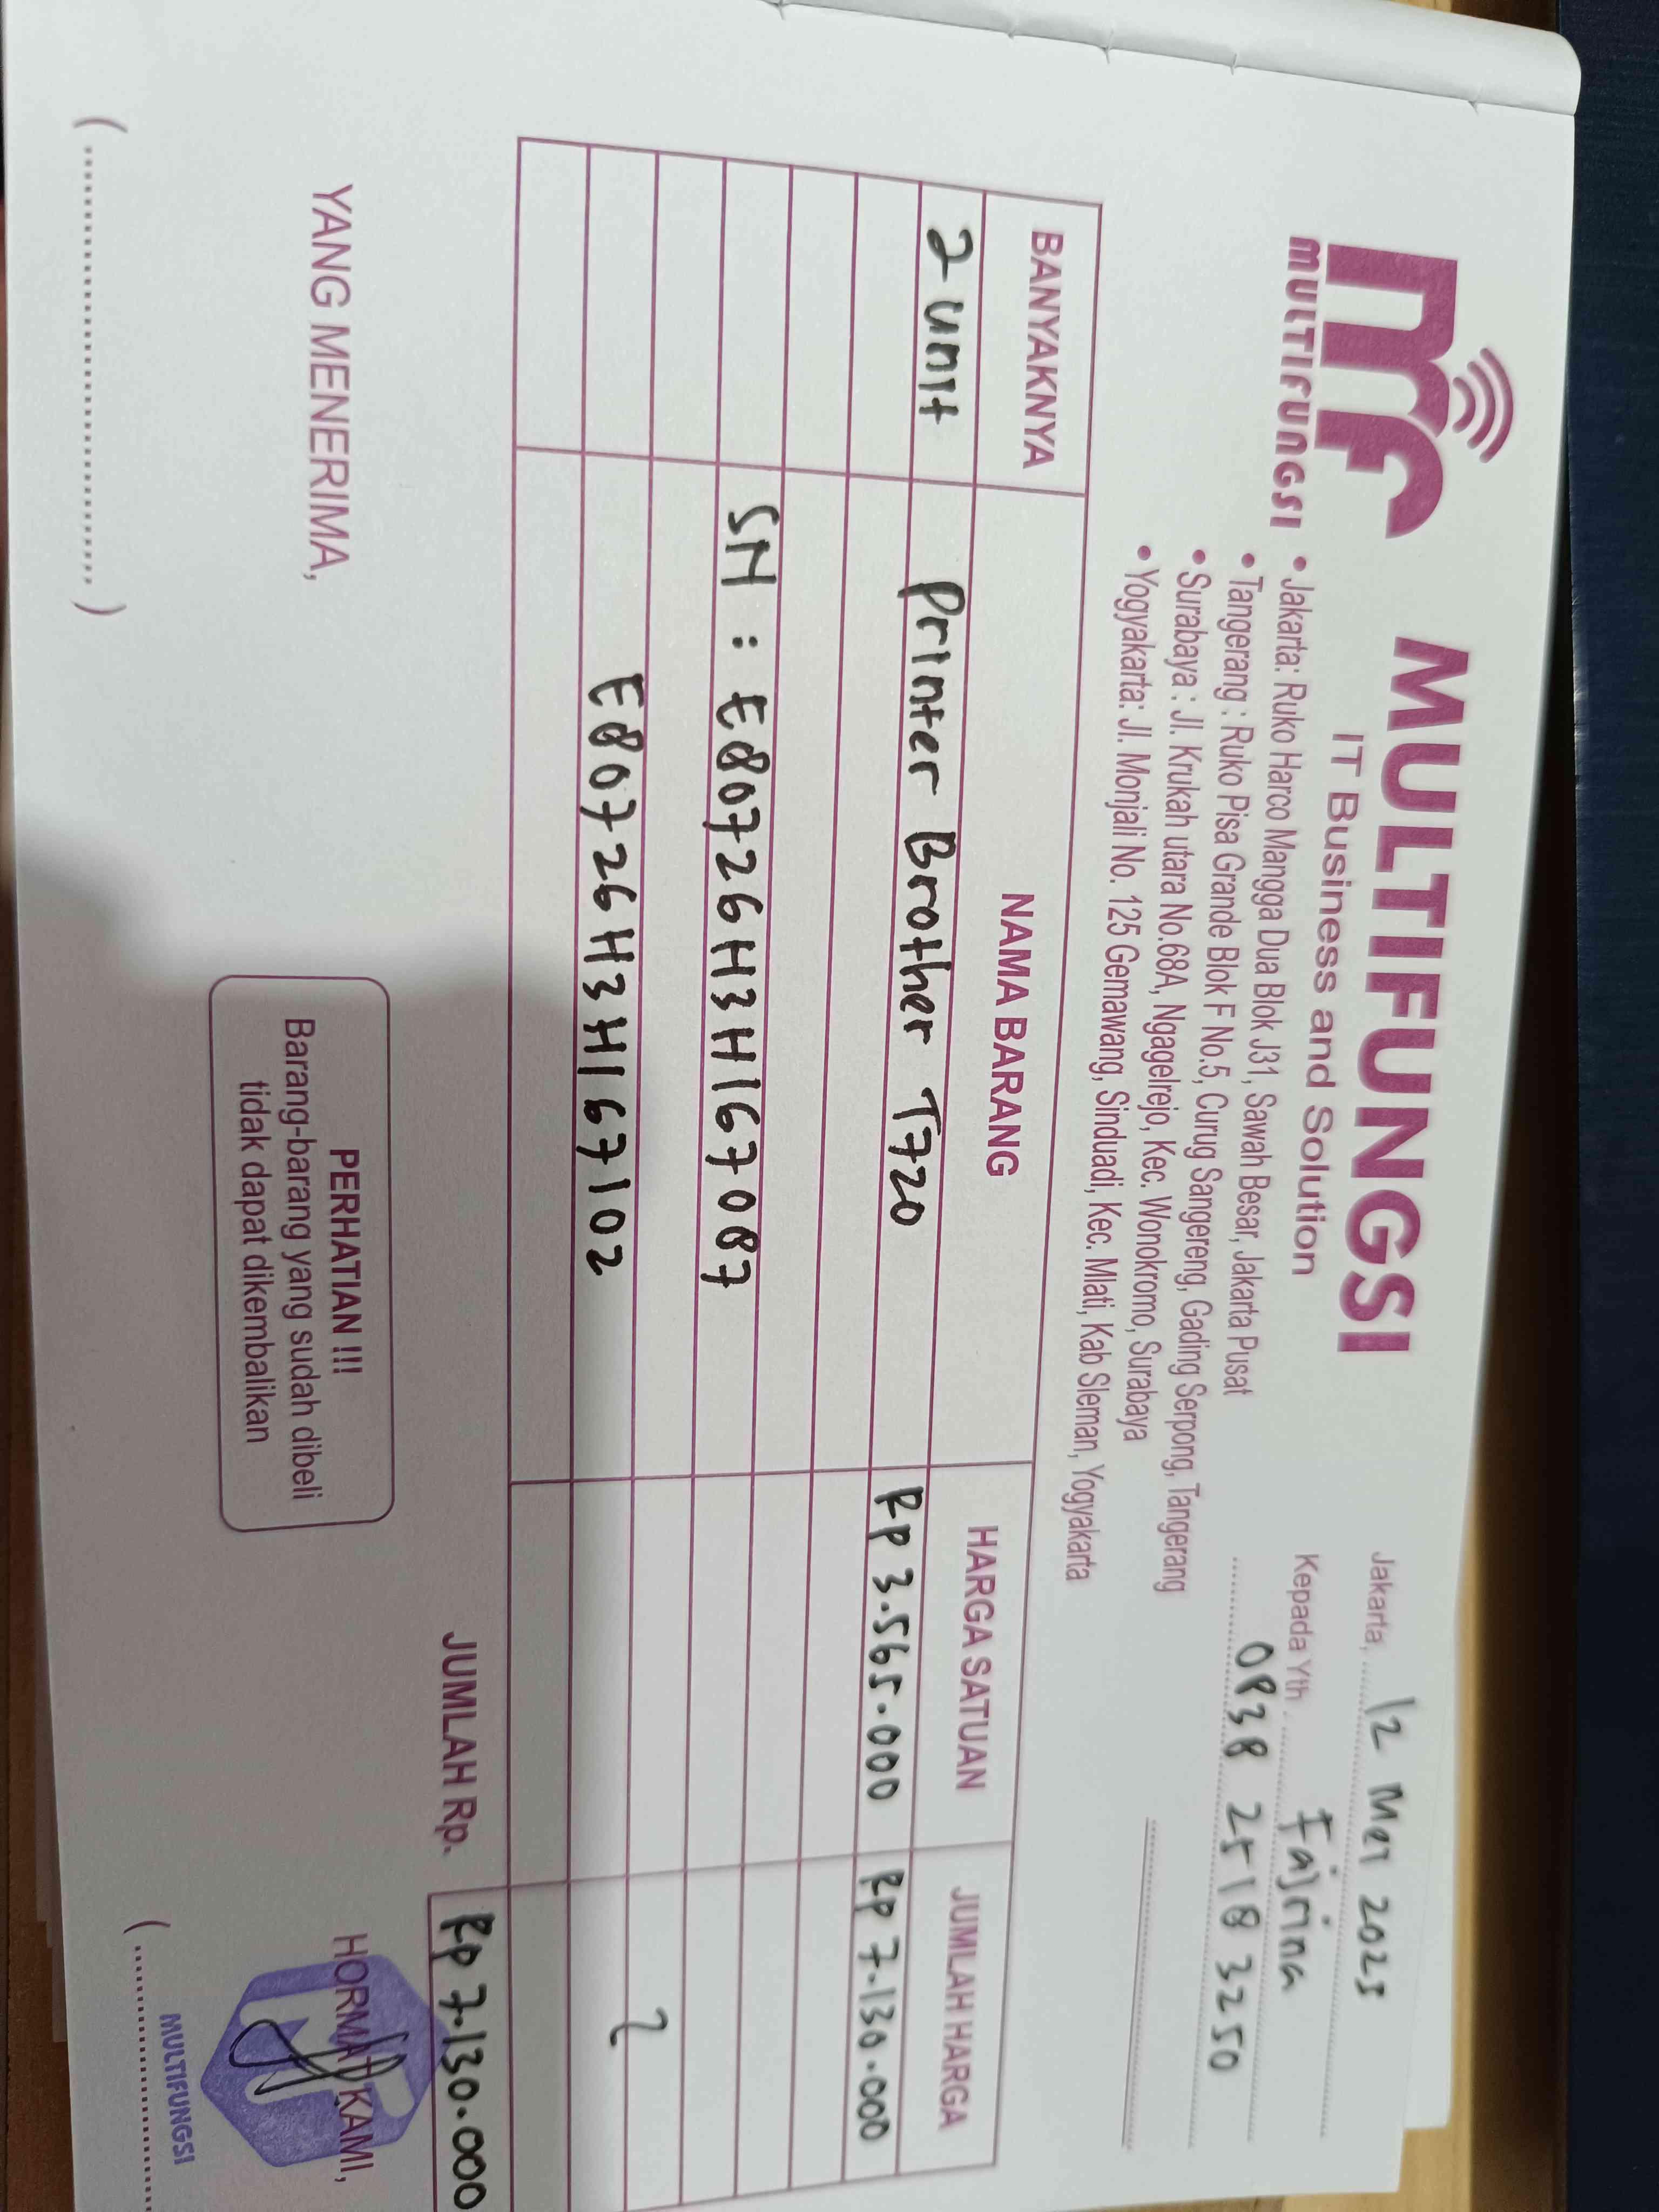 MULTIFUNGSI
MULTIFUNGSI
IT Business and Solution
• Jakarta: Ruko Harco Mangga Dua Blok J31, Sawah Besar, Jakarta Pusat
• Tangerang : Ruko Pisa Grande Blok F No.5, Curug Sangereng, Gading Serpong, Tangerang
• Surabaya : Jl. Krukah utara No.68A, Ngagelrejo, Kec. Wonokromo, Surabaya
• Yogyakarta: Jl. Monjali No. 125 Gemawang, Sinduadi, Kec. Mlati, Kab Sleman, Yogyakarta
Jakarta, 12 Mei 2025
Kepada Yth Fajrina
0838 2518 3250
BANYAKNYA NAMA BARANG HARGA SATUAN JUMLAH HARGA
2 unit Printer Brother T720 Rp 3.565.000 Rp 7.130.000
SN : E80726H3H167087
E80726H3H167102
JUMLAH Rp. Rp 7.130.000
YANG MENERIMA,
HORMAT KAMI,
PERHATIAN !!!
Barang-barang yang sudah dibeli
tidak dapat dikembalikan
MULTIFUNGSI